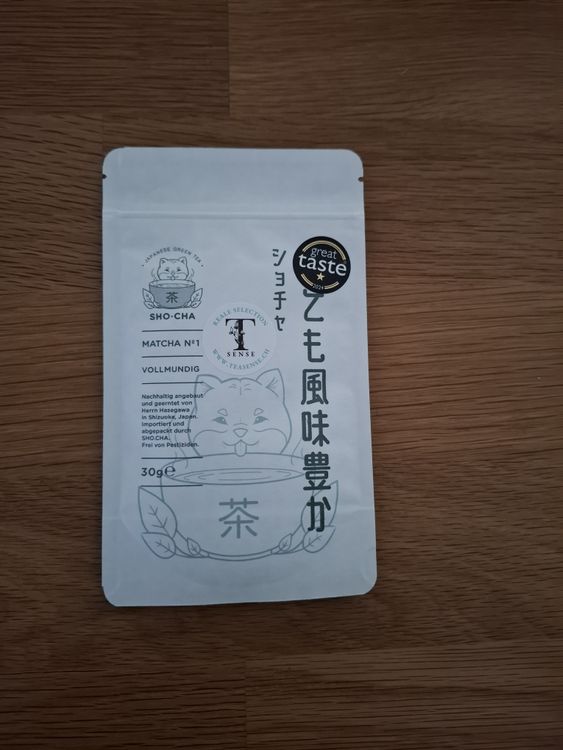 JAPANESE GREEN TEA
茶
SHO·CHA
MATCHA Nº1
VOLLMUNDIG
Nachhaltig angebaut
und geerntet von
Herrn Hasegawa
in Shizuoka, Japan.
Importiert und
abgepackt durch
SHO.CHA.
Frei von Pestiziden.
30g℮
REALE SELECTION
T
SENSE
WWW.TEASENSE.CH
ショチャ
great
taste
2024
も風味豊か
茶